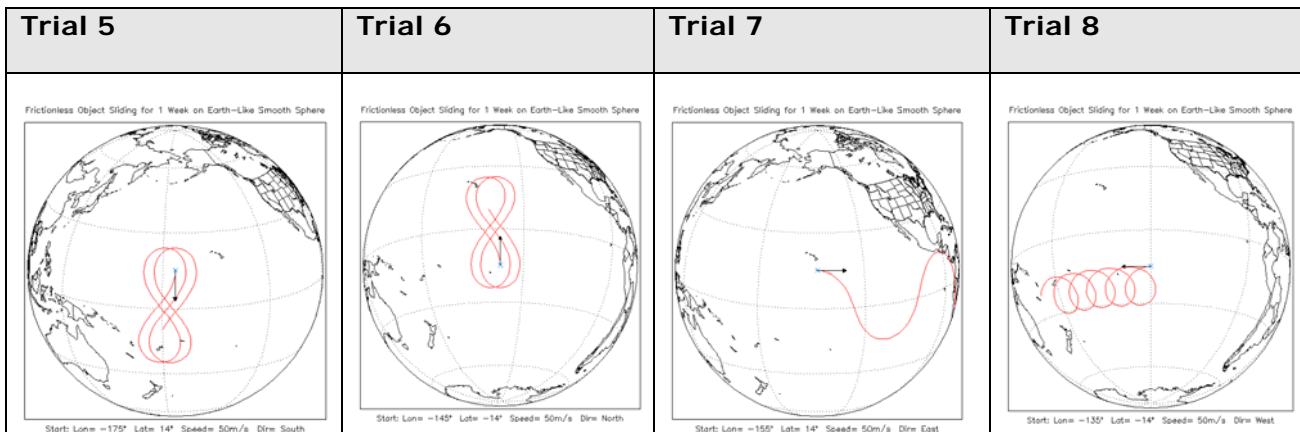 Trial 5
Trial 6
Trial 7
Trial 8
Frictionless Object Sliding for 1 Week on Earth-Like Smooth Sphere
Frictionless Object Sliding for 1 Week on Earth-Like Smooth Sphere
Frictionless Object Sliding for 1 Week on Earth-Like Smooth Sphere
Frictionless Object Sliding for 1 Week on Earth-Like Smooth Sphere
Start: Lon= -175° Lat= 14° Speed= 50m/s Dir= South
Start: Lon= -145° Lat= -14° Speed= 50m/s Dir= North
Start: Lon= -155° Lat= 14° Speed= 50m/s Dir= East
Start: Lon= -135° Lat= -14° Speed= 50m/s Dir= West